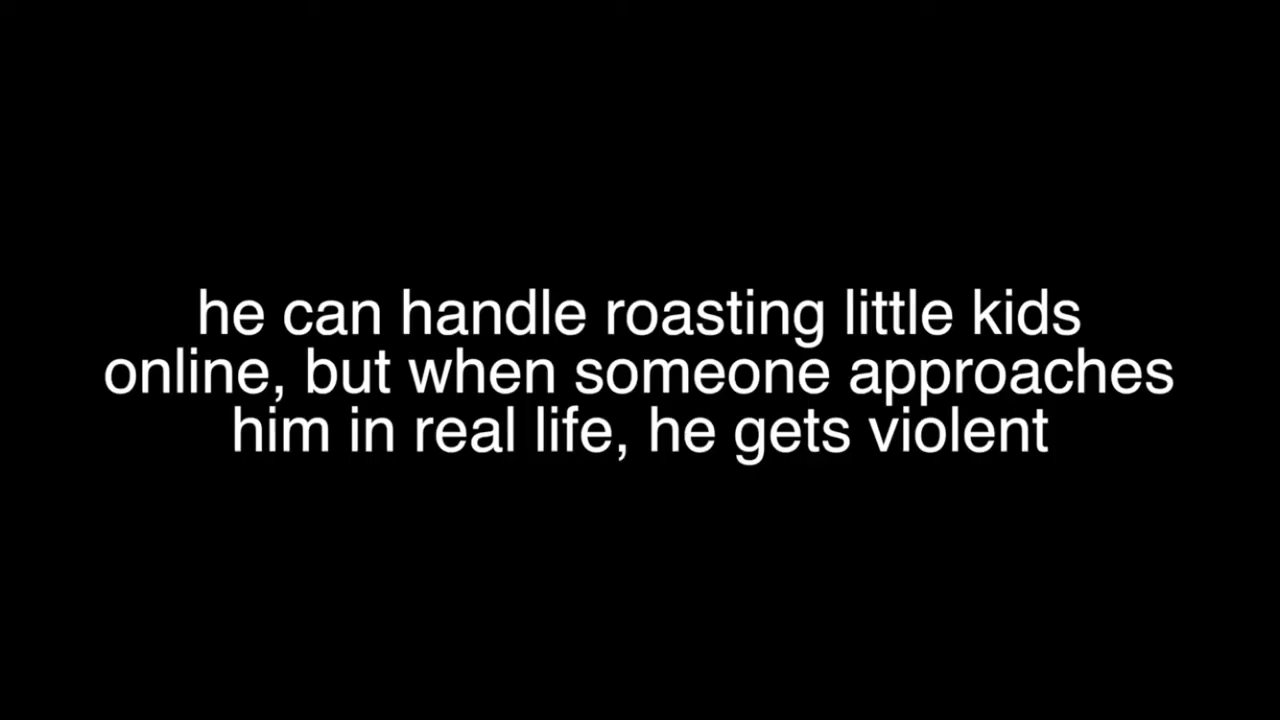 he can handle roasting little kids
online, but when someone approaches
him in real life, he gets violent